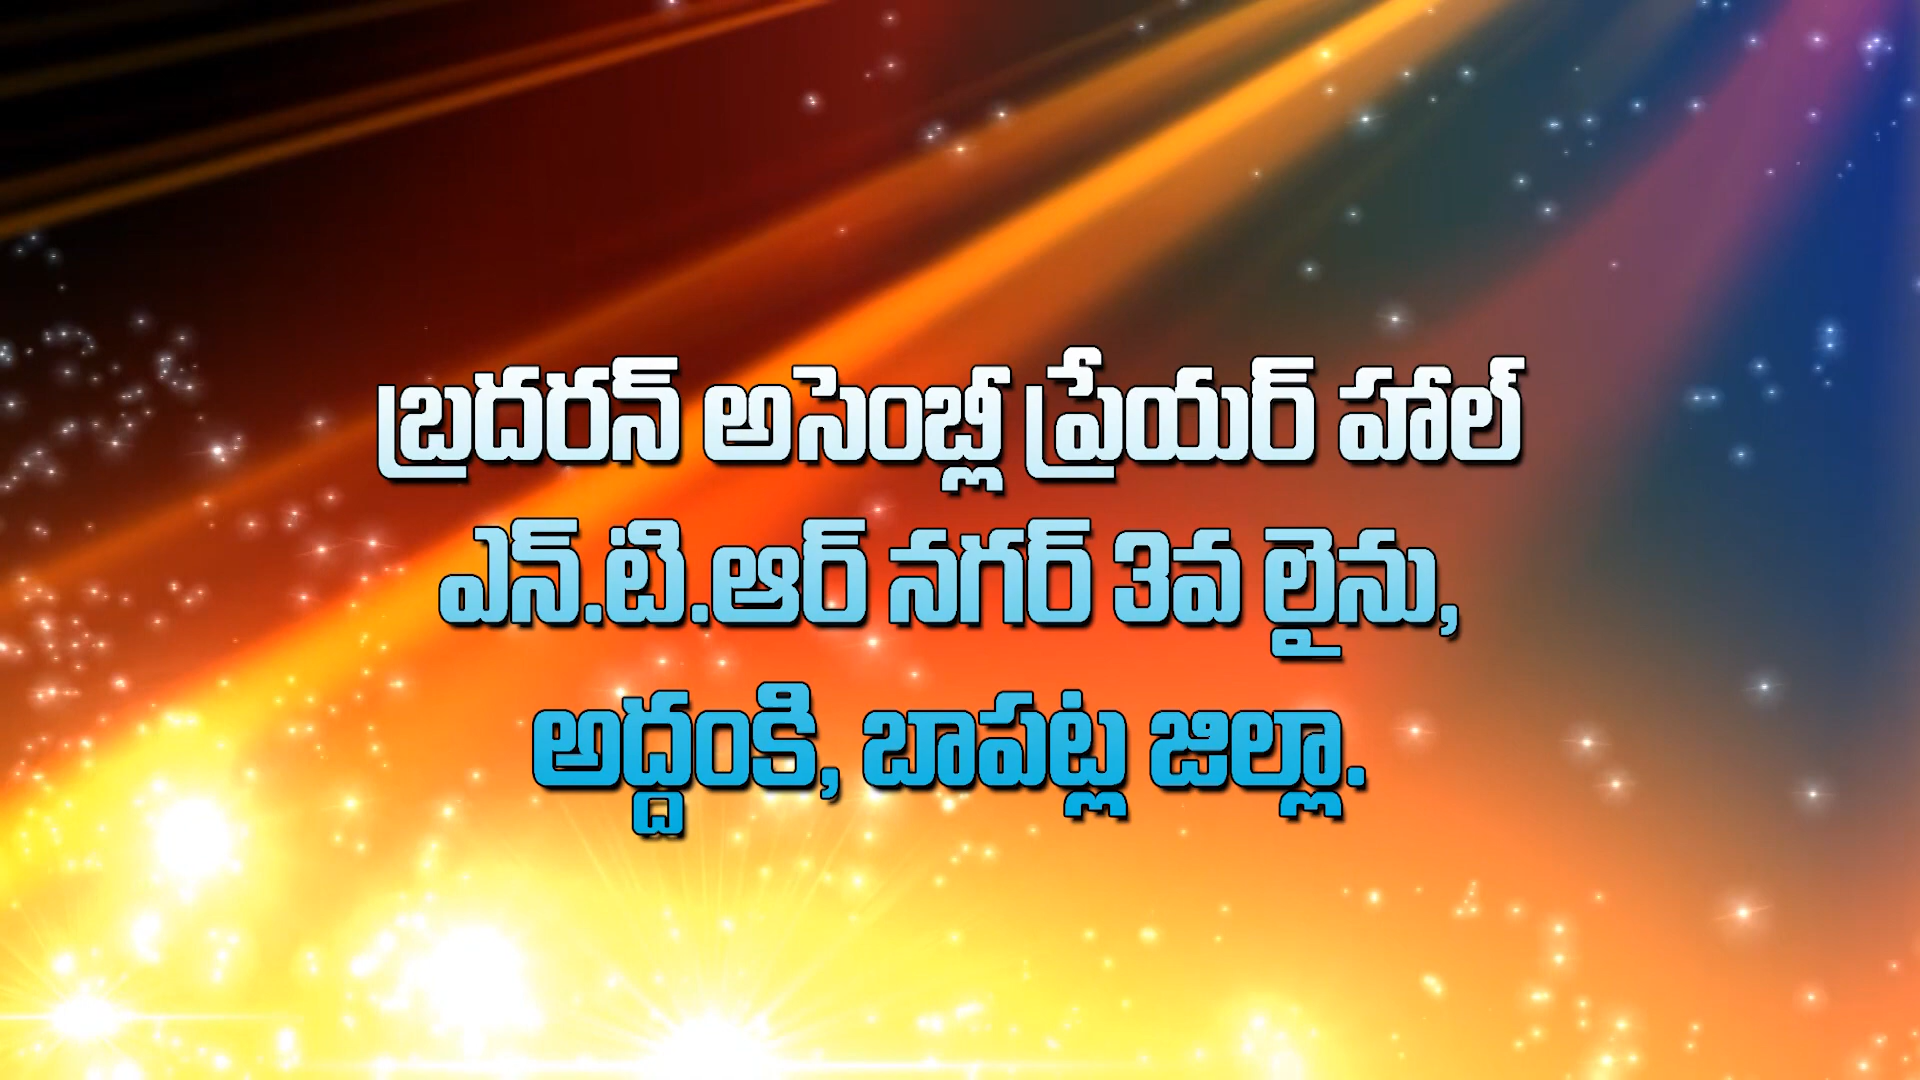 బ్రదరన్ అసెంబ్లీ ప్రేయర్ హాల్
ఎన్.టి.ఆర్ నగర్ 3వ లైను,
అద్దంకి, బాపట్ల జిల్లా.